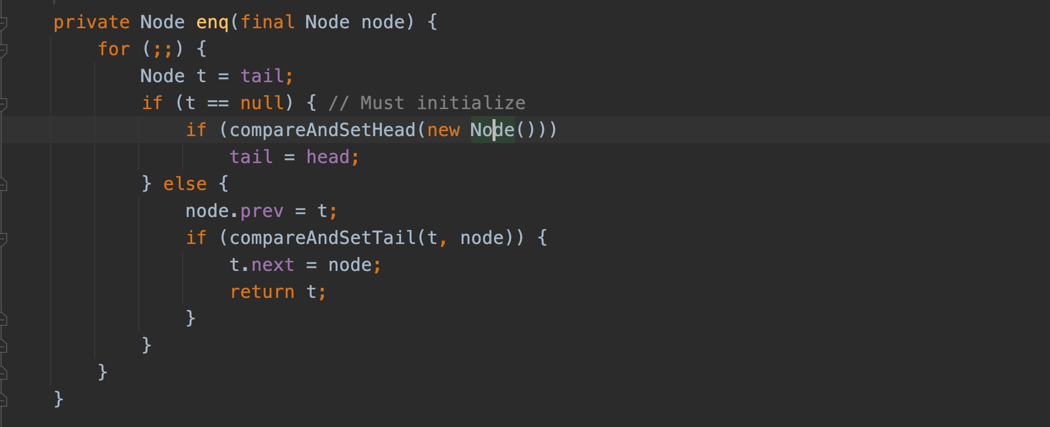 private Node enq(final Node node) {
    for (;;) {
        Node t = tail;
        if (t == null) { // Must initialize
            if (compareAndSetHead(new Node()))
                tail = head;
        } else {
            node.prev = t;
            if (compareAndSetTail(t, node)) {
                t.next = node;
                return t;
            }
        }
    }
}